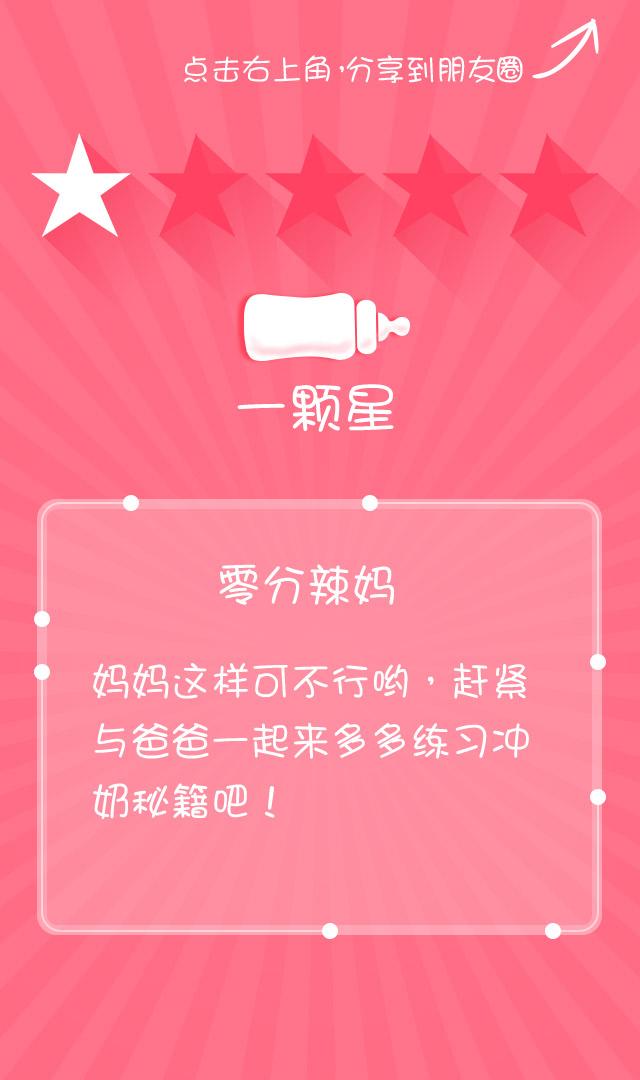 点击右上角,分享到朋友圈
一颗星
零分辣妈
妈妈这样可不行哟，赶紧
与爸爸一起来多多练习冲
奶秘籍吧！